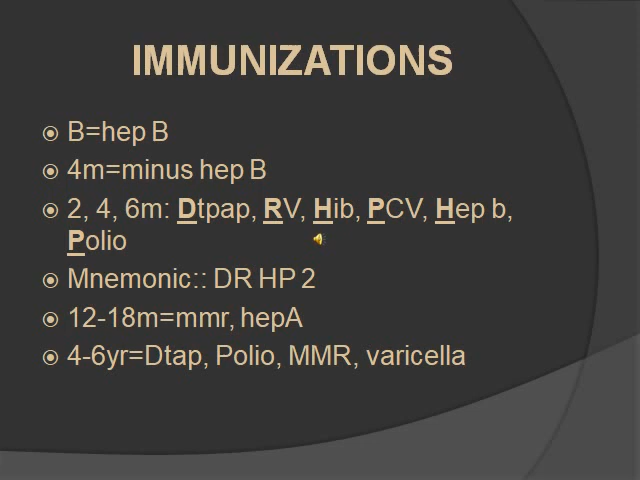 IMMUNIZATIONS
B=hep B
4m=minus hep B
2, 4, 6m: Dtpap, RV, Hib, PCV, Hep b,
Polio
Mnemonic:: DR HP 2
12-18m=mmr, hepA
4-6yr=Dtap, Polio, MMR, varicella